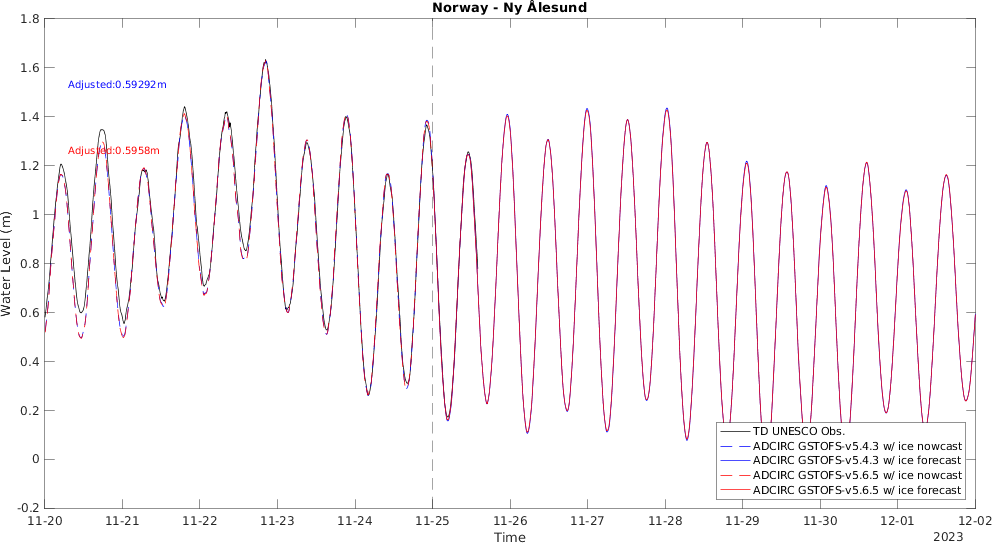 Norway - Ny Ålesund
1.8
1.6
1.4
1.2
1
0.8
0.6
0.4
0.2
0
-0.2
Water Level (m)
Adjusted:0.59292m
Adjusted:0.5958m
TD UNESCO Obs.
ADCIRC GSTOFS-v5.4.3 w/ ice nowcast
ADCIRC GSTOFS-v5.4.3 w/ ice forecast
ADCIRC GSTOFS-v5.6.5 w/ ice nowcast
ADCIRC GSTOFS-v5.6.5 w/ ice forecast
11-20 11-21 11-22 11-23 11-24 11-25 11-26 11-27 11-28 11-29 11-30 12-01 12-02
Time
2023